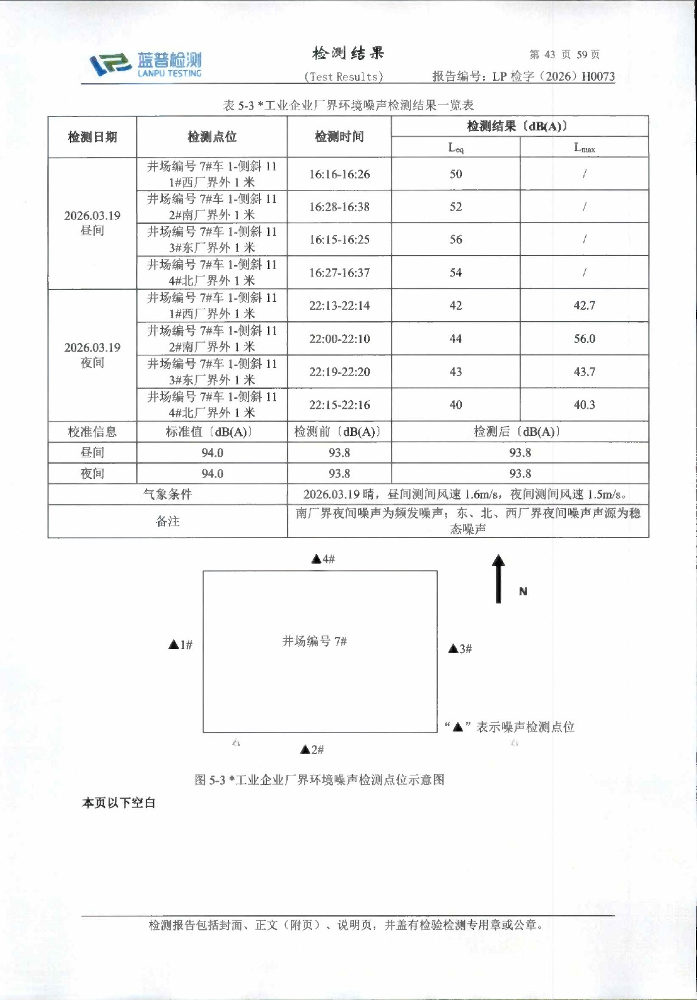 蓝普检测
LANPU TESTING
检测结果
(Test Results)
第 43 页 59 页
报告编号：LP 检字（2026）H0073
表 5-3 *工业企业厂界环境噪声检测结果一览表
检测日期 检测点位 检测时间 检测结果〔dB(A)〕
Leq Lmax
2026.03.19
昼间
井场编号 7#车 1-侧斜 11
1#西厂界外 1 米 16:16-16:26 50 /
井场编号 7#车 1-侧斜 11
2#南厂界外 1 米 16:28-16:38 52 /
井场编号 7#车 1-侧斜 11
3#东厂界外 1 米 16:15-16:25 56 /
井场编号 7#车 1-侧斜 11
4#北厂界外 1 米 16:27-16:37 54 /
2026.03.19
夜间
井场编号 7#车 1-侧斜 11
1#西厂界外 1 米 22:13-22:14 42 42.7
井场编号 7#车 1-侧斜 11
2#南厂界外 1 米 22:00-22:10 44 56.0
井场编号 7#车 1-侧斜 11
3#东厂界外 1 米 22:19-22:20 43 43.7
井场编号 7#车 1-侧斜 11
4#北厂界外 1 米 22:15-22:16 40 40.3
校准信息 标准值〔dB(A)〕 检测前〔dB(A)〕 检测后〔dB(A)〕
昼间 94.0 93.8 93.8
夜间 94.0 93.8 93.8
气象条件 2026.03.19 晴，昼间测间风速 1.6m/s，夜间测间风速 1.5m/s。
备注 南厂界夜间噪声为频发噪声；东、北、西厂界夜间噪声声源为稳
态噪声
▲4#
N
▲1#
井场编号 7#
▲3#
“▲”表示噪声检测点位
▲2#
图 5-3 *工业企业厂界环境噪声检测点位示意图
本页以下空白
检测报告包括封面、正文（附页）、说明页，并盖有检验检测专用章或公章。